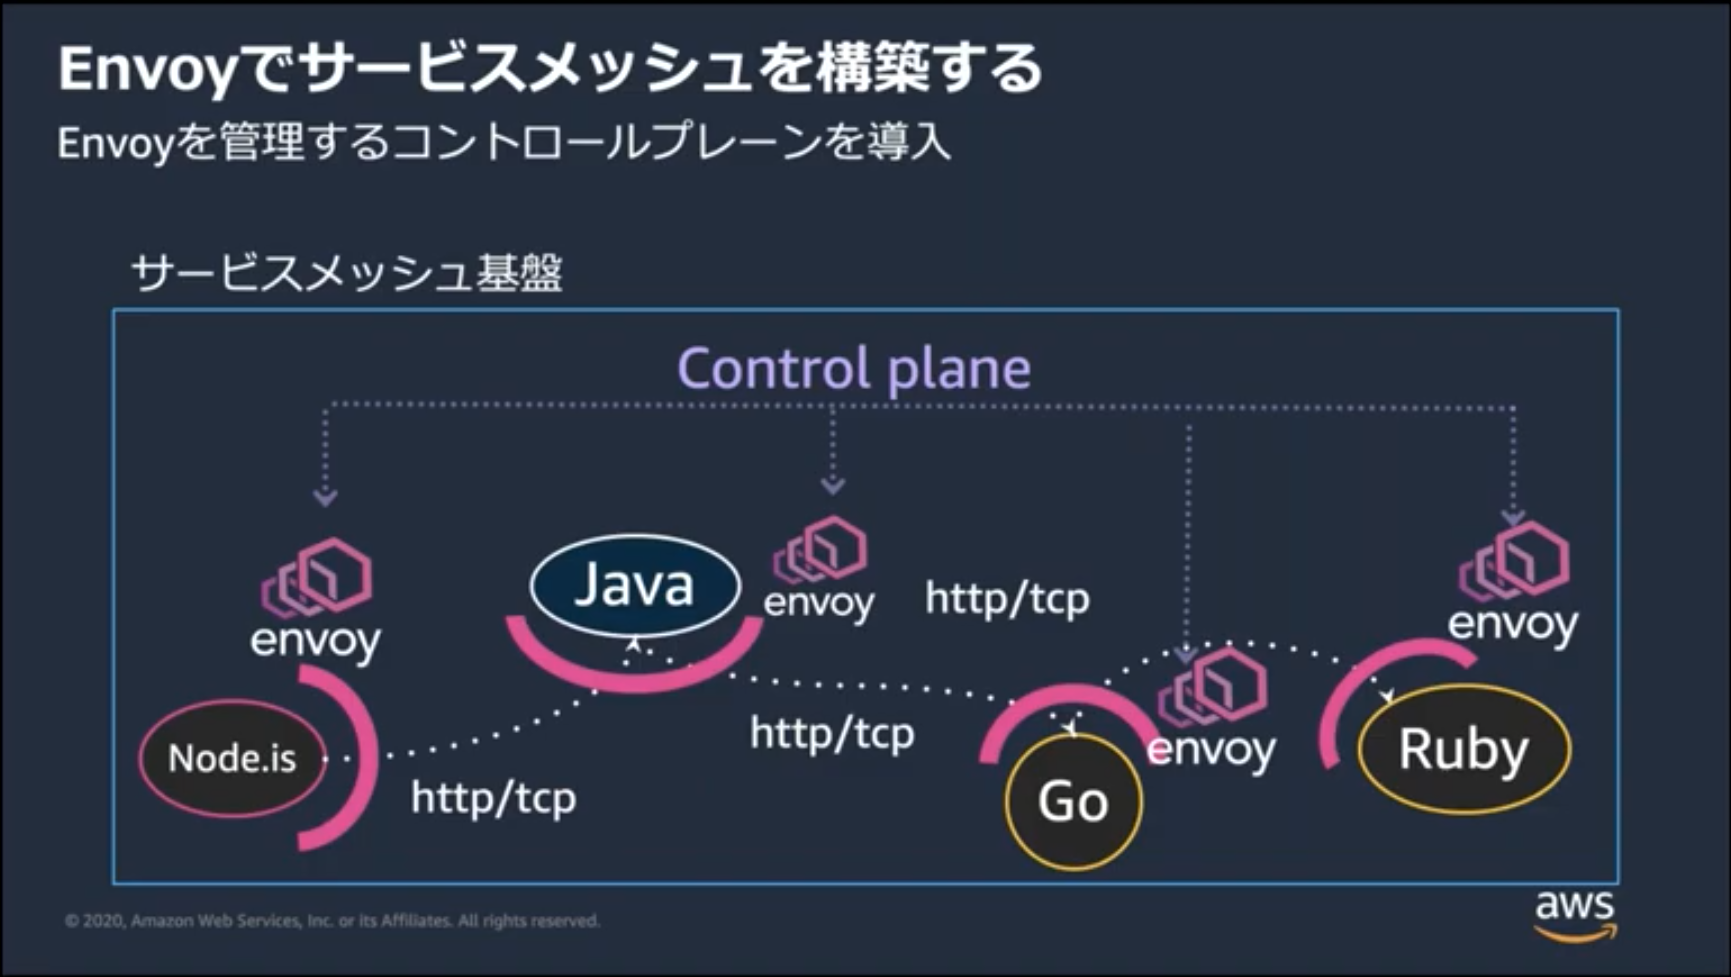 Envoyでサービスメッシュを構築する
Envoyを管理するコントロールプレーンを導入
サービスメッシュ基盤
Control plane
envoy
Java
envoy
http/tcp
envoy
Node.is
http/tcp
http/tcp
Go
envoy
Ruby
© 2020, Amazon Web Services, Inc. or its Affiliates. All rights reserved.
aws